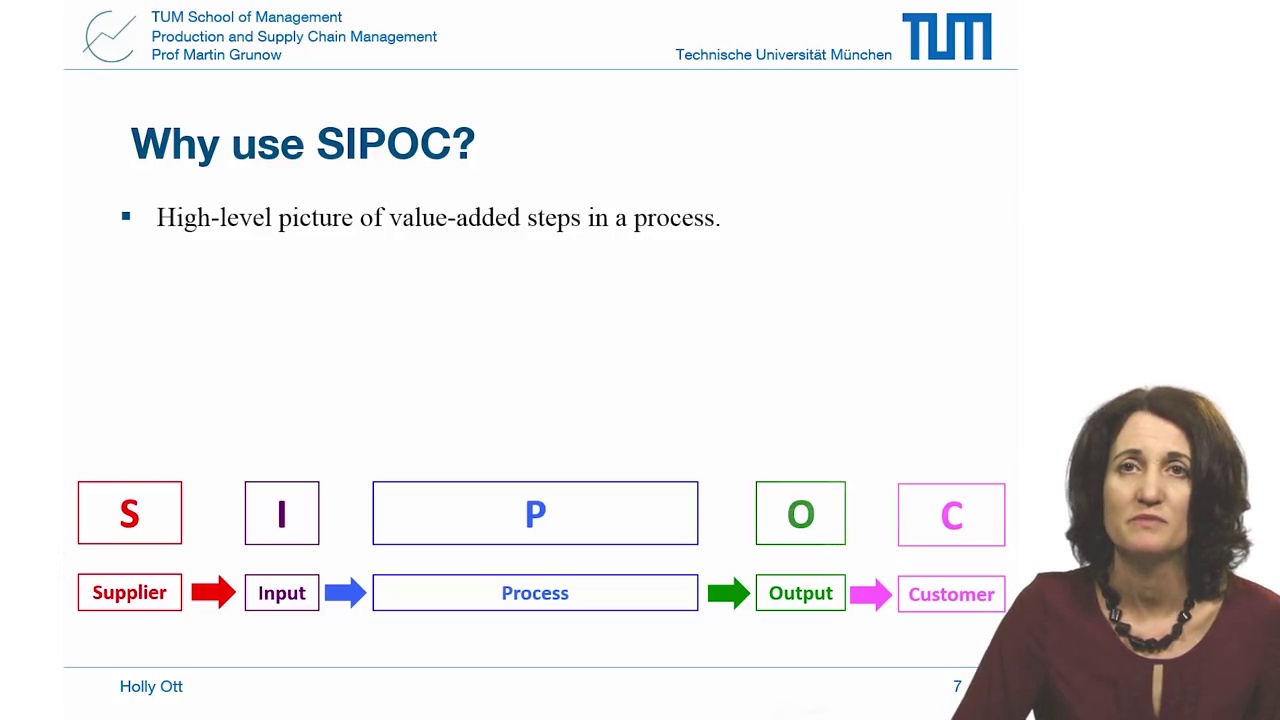 TUM School of Management
Production and Supply Chain Management
Prof Martin Grunow
Technische Universität München
TUM
Why use SIPOC?
▪ High-level picture of value-added steps in a process.
S I P O C
Supplier Input Process Output Customer
Holly Ott 7